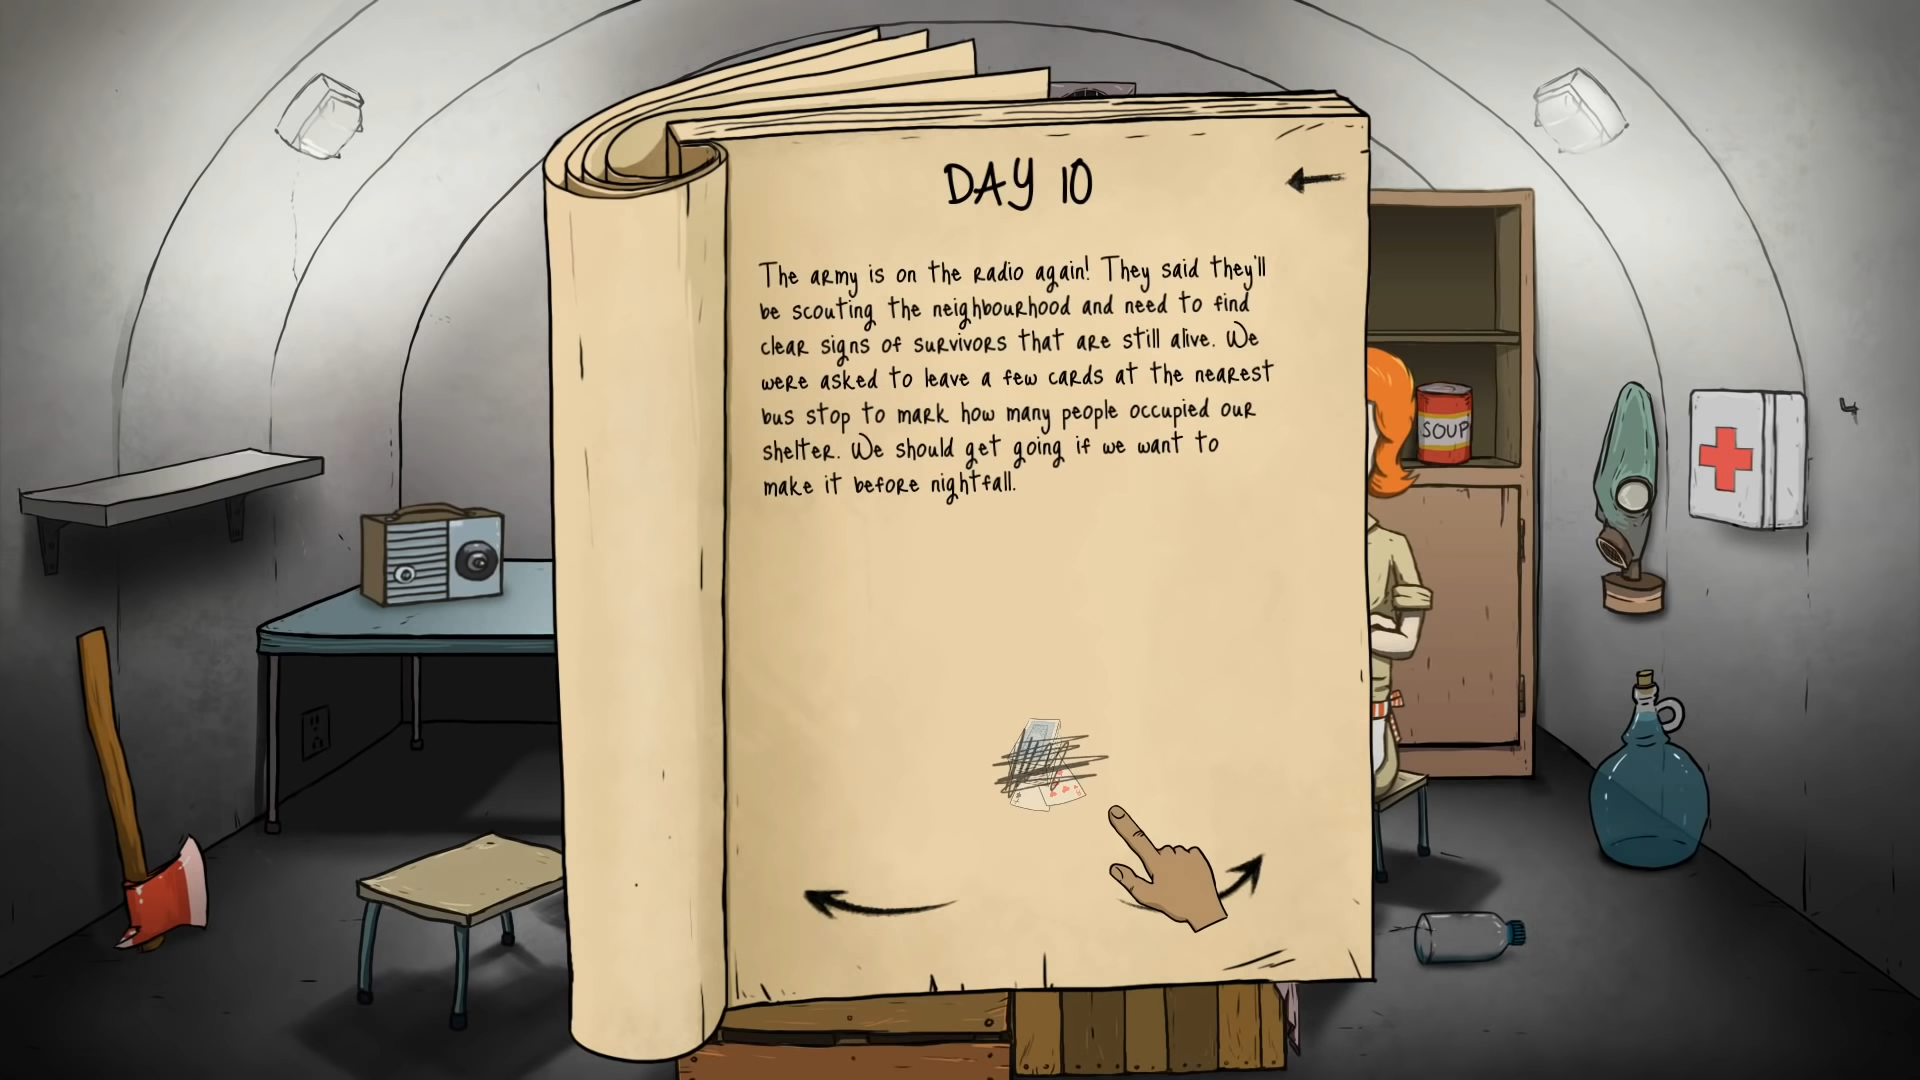 DAY 10
The army is on the radio again! They said they'll
be scouting the neighbourhood and need to find
clear signs of survivors that are still alive. We
were asked to leave a few cards at the nearest
bus stop to mark how many people occupied our
shelter. We should get going if we want to
make it before nightfall.
SOUP